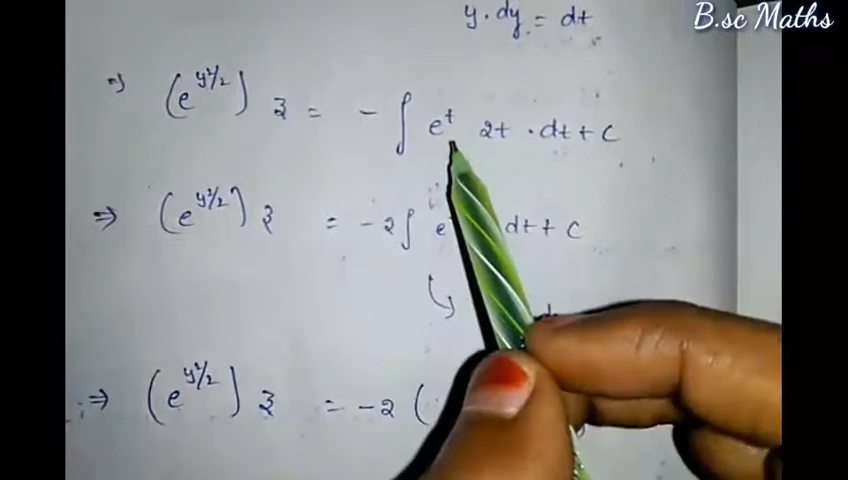 y · dy = dt
B.sc Maths
⇒ (e^{y²/2}) z = - ∫ e^t 2t · dt + C
⇒ (e^{y²/2}) z = - 2 ∫ e dt + C
⇒ (e^{y²/2}) z = - 2 (